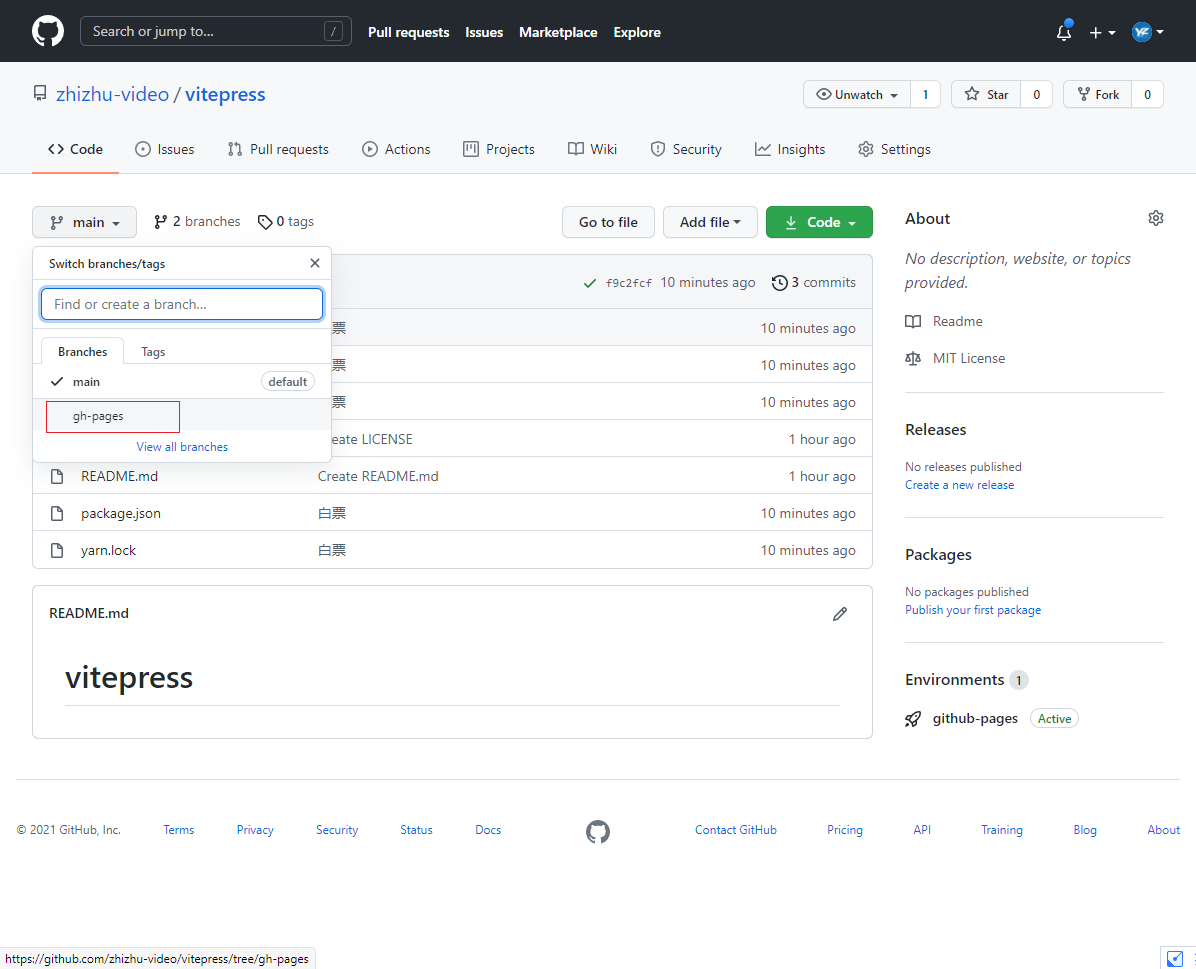 Search or jump to... /
Pull requests Issues Marketplace Explore
zhizhu-video / vitepress
Unwatch 1 Star 0 Fork 0
Code Issues Pull requests Actions Projects Wiki Security Insights Settings
main 2 branches 0 tags Go to file Add file Code
Switch branches/tags
Find or create a branch...
Branches Tags
main default
gh-pages
View all branches
f9c2fcf 10 minutes ago 3 commits
票 10 minutes ago
票 10 minutes ago
票 10 minutes ago
eate LICENSE 1 hour ago
README.md Create README.md 1 hour ago
package.json 白票 10 minutes ago
yarn.lock 白票 10 minutes ago
README.md
vitepress
About
No description, website, or topics
provided.
Readme
MIT License
Releases
No releases published
Create a new release
Packages
No packages published
Publish your first package
Environments 1
github-pages Active
© 2021 GitHub, Inc. Terms Privacy Security Status Docs Contact GitHub Pricing API Training Blog About
https://github.com/zhizhu-video/vitepress/tree/gh-pages